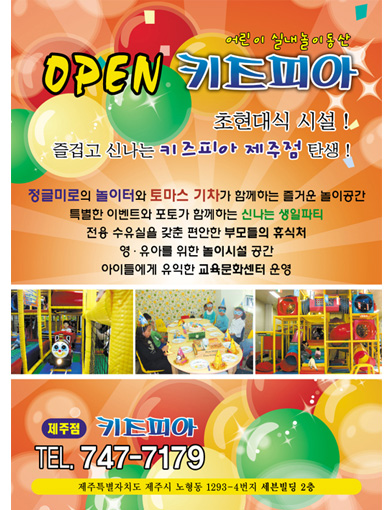 어린이 실내놀이동산
OPEN 키즈피아
초현대식 시설 !
즐겁고 신나는 키즈피아 제주점 탄생 !
정글미로의 놀이터와 토마스 기차가 함께하는 즐거운 놀이공간
특별한 이벤트와 포토가 함께하는 신나는 생일파티
전용 수유실을 갖춘 편안한 부모들의 휴식처
영·유아를 위한 놀이시설 공간
아이들에게 유익한 교육문화센터 운영
제주점 키즈피아
TEL. 747-7179
제주특별자치도 제주시 노형동 1293-4번지 세븐빌딩 2층